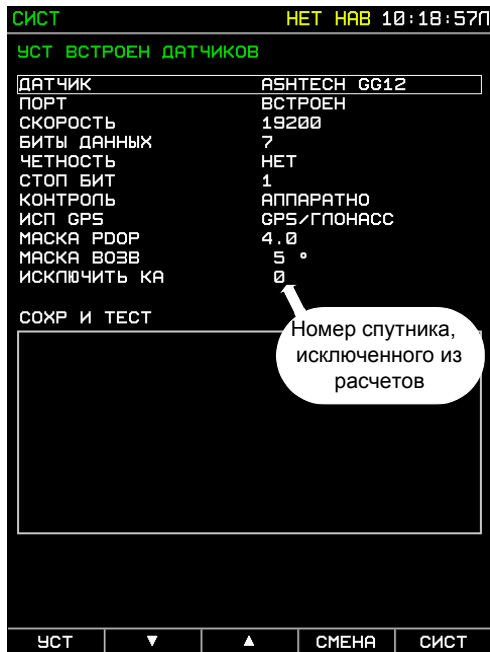 СИСТ НЕТ НАВ 10:18:57Л
УСТ ВСТРОЕН ДАТЧИКОВ
ДАТЧИК ASHTECH GG12
ПОРТ ВСТРОЕН
СКОРОСТЬ 19200
БИТЫ ДАННЫХ 7
ЧЕТНОСТЬ НЕТ
СТОП БИТ 1
КОНТРОЛЬ АППАРАТНО
ИСП GPS GPS/ГЛОНАСС
МАСКА PDOP 4.0
МАСКА ВОЗВ 5 °
ИСКЛЮЧИТЬ КА 0
СОХР И ТЕСТ
Номер спутника,
исключенного из
расчетов
УСТ ▼ ▲ СМЕНА СИСТ